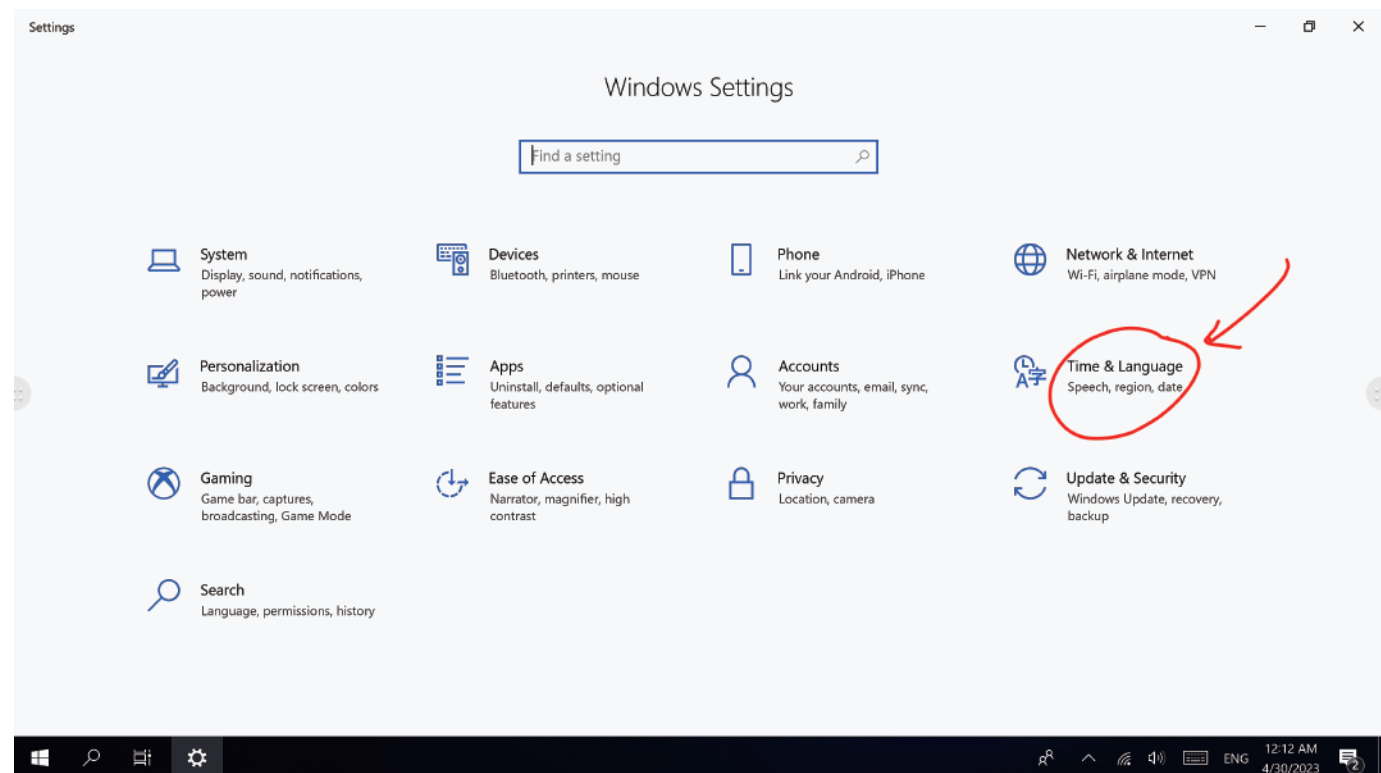 Settings
Windows Settings
Find a setting
System
Display, sound, notifications,
power
Devices
Bluetooth, printers, mouse
Phone
Link your Android, iPhone
Network & Internet
Wi-Fi, airplane mode, VPN
Personalization
Background, lock screen, colors
Apps
Uninstall, defaults, optional
features
Accounts
Your accounts, email, sync,
work, family
Time & Language
Speech, region, date
Gaming
Game bar, captures,
broadcasting, Game Mode
Ease of Access
Narrator, magnifier, high
contrast
Privacy
Location, camera
Update & Security
Windows Update, recovery,
backup
Search
Language, permissions, history
ENG
12:12 AM
4/30/2023
2